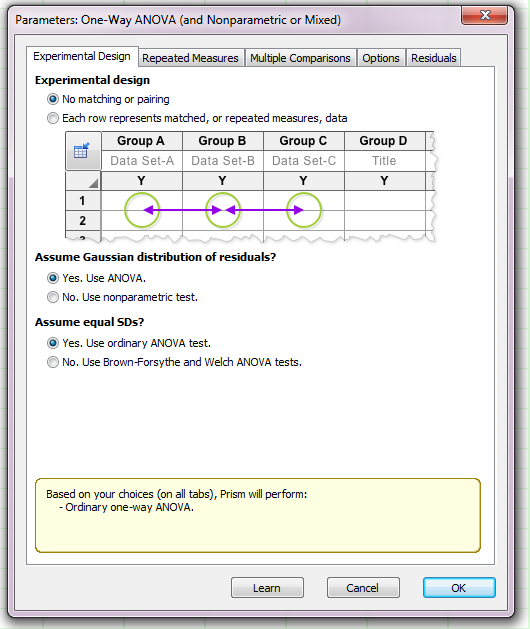 Parameters: One-Way ANOVA (and Nonparametric or Mixed)
Experimental Design Repeated Measures Multiple Comparisons Options Residuals
Experimental design
No matching or pairing
Each row represents matched, or repeated measures, data
Group A Group B Group C Group D
Data Set-A Data Set-B Data Set-C Title
Y Y Y Y
1
2
Assume Gaussian distribution of residuals?
Yes. Use ANOVA.
No. Use nonparametric test.
Assume equal SDs?
Yes. Use ordinary ANOVA test.
No. Use Brown-Forsythe and Welch ANOVA tests.
Based on your choices (on all tabs), Prism will perform:
- Ordinary one-way ANOVA.
Learn Cancel OK